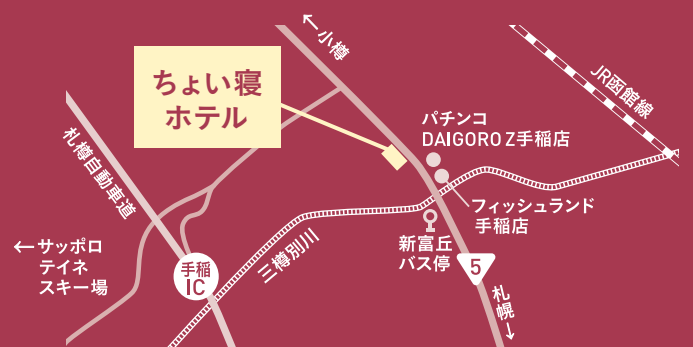 ←小樽
ちょい寝
ホテル
JR函館線
パチンコ
DAIGORO Z手稲店
札樽自動車道
フィッシュランド
手稲店
新富丘
バス停
三樽別川
←サッポロ
テイネ
スキー場
手稲
IC
5
札幌→